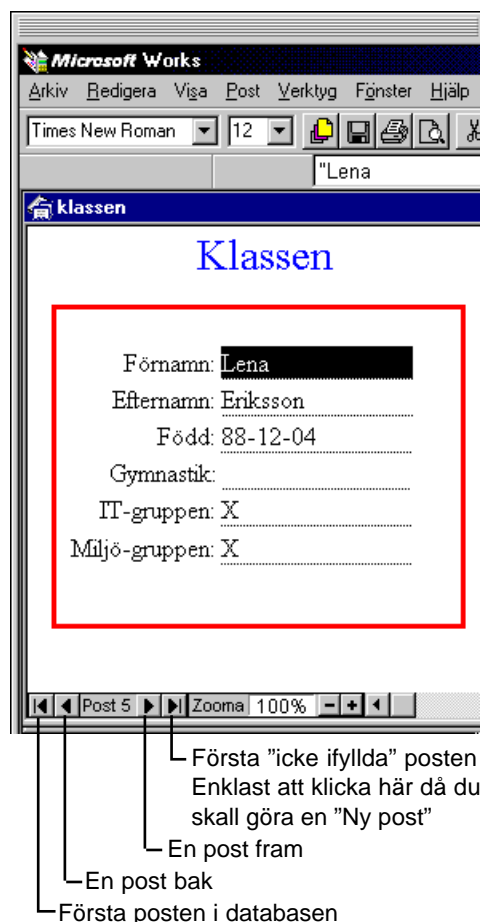 Microsoft Works
Arkiv Redigera Visa Post Verktyg Fönster Hjälp
Times New Roman 12
"Lena
klassen
Klassen
Förnamn: Lena
Efternamn: Eriksson
Född: 88-12-04
Gymnastik:
IT-gruppen: X
Miljö-gruppen: X
Post 5 Zooma 100%
Första ”icke ifyllda” posten
Enklast att klicka här då du
skall göra en ”Ny post”
En post fram
En post bak
Första posten i databasen